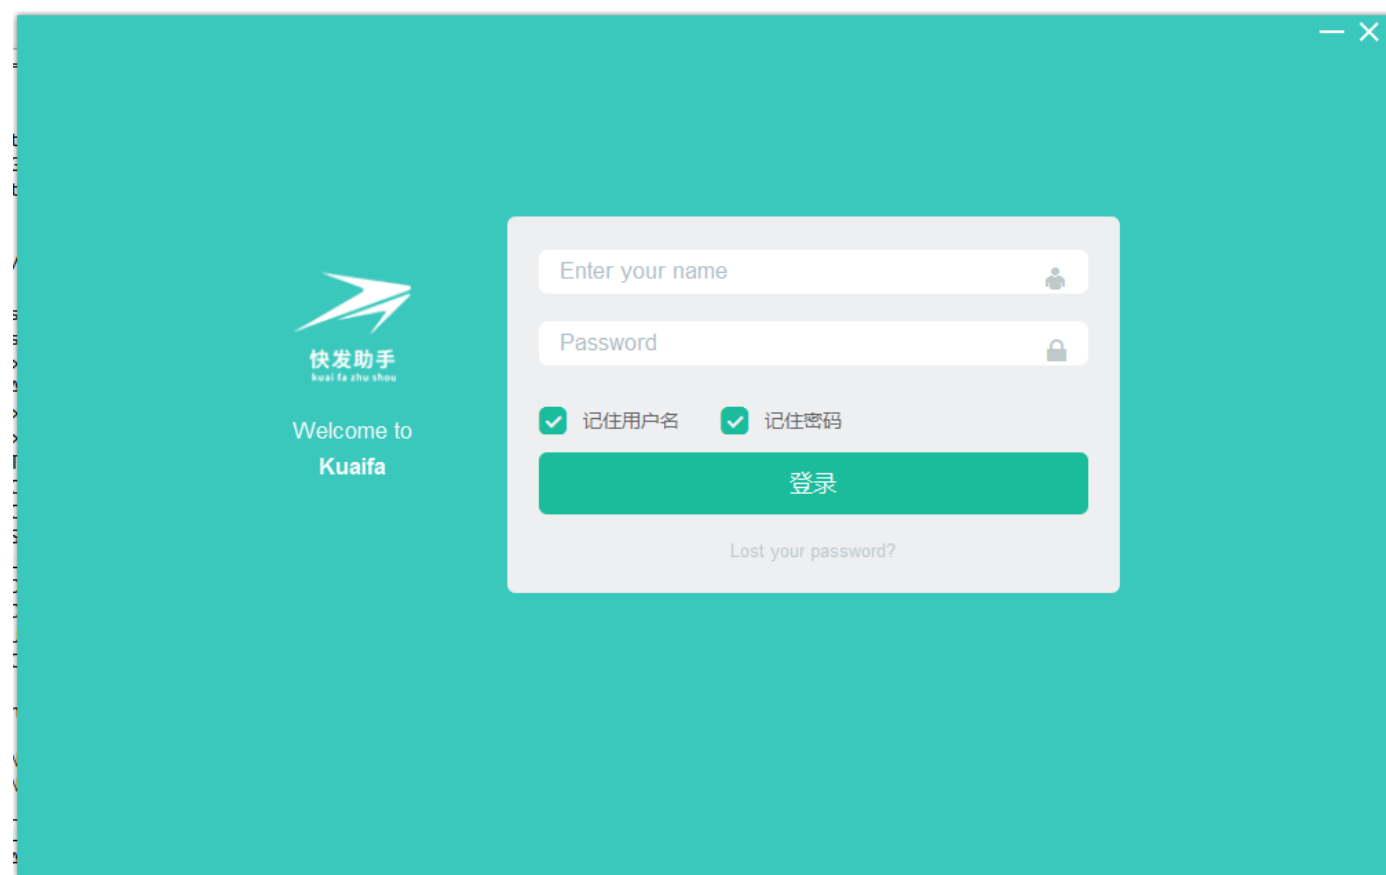 快发助手
kuai fa zhu shou
Welcome to
Kuaifa
Enter your name
Password
记住用户名
记住密码
登录
Lost your password?